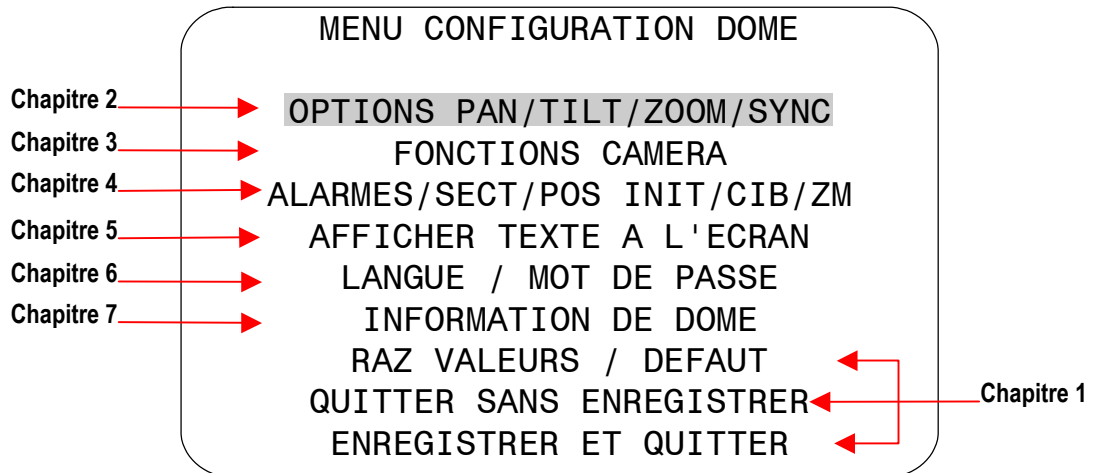 MENU CONFIGURATION DOME
Chapitre 2
OPTIONS PAN/TILT/ZOOM/SYNC
Chapitre 3
FONCTIONS CAMERA
Chapitre 4
ALARMES/SECT/POS INIT/CIB/ZM
Chapitre 5
AFFICHER TEXTE A L'ECRAN
Chapitre 6
LANGUE / MOT DE PASSE
Chapitre 7
INFORMATION DE DOME
RAZ VALEURS / DEFAUT
QUITTER SANS ENREGISTRER
Chapitre 1
ENREGISTRER ET QUITTER